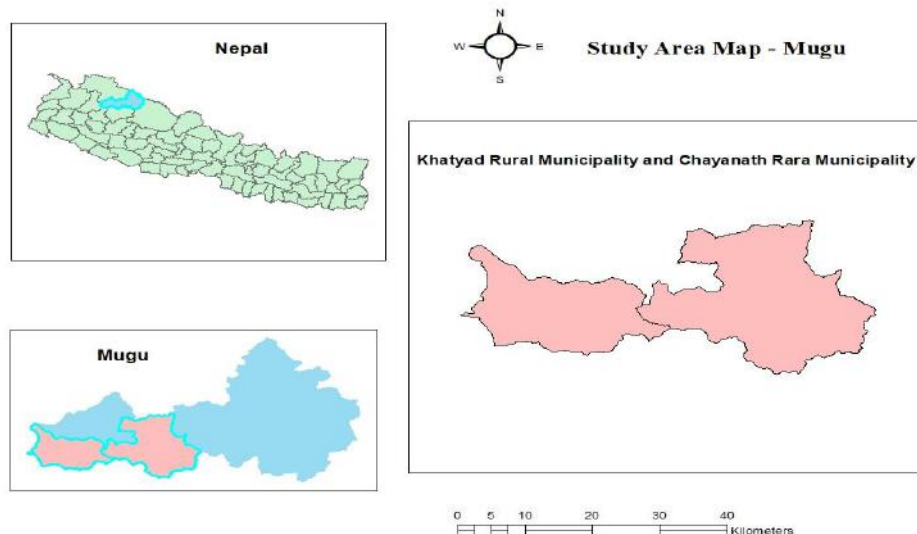 Nepal
N
W E
S
Study Area Map - Mugu
Khatyad Rural Municipality and Chayanath Rara Municipality
Mugu
0 5 10 20 30 40
Kilometers